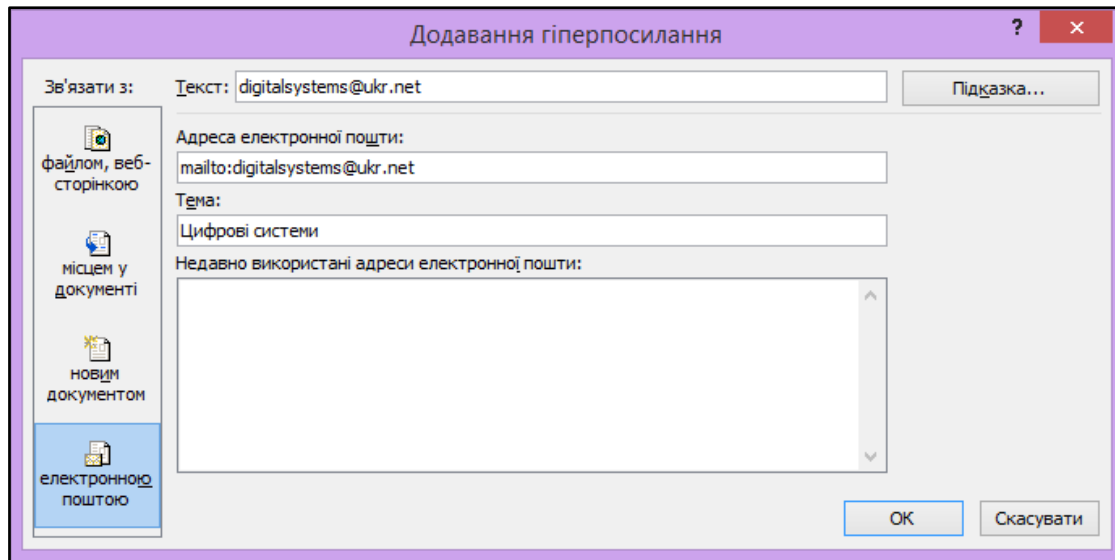 Додавання гіперпосилання
?
×
Зв'язати з:
Текст: digitalsystems@ukr.net
Підказка...
файлом, веб-
сторінкою
місцем у
документі
новим
документом
електронною
поштою
Адреса електронної пошти:
mailto:digitalsystems@ukr.net
Тема:
Цифрові системи
Недавно використані адреси електронної пошти:
ОК
Скасувати